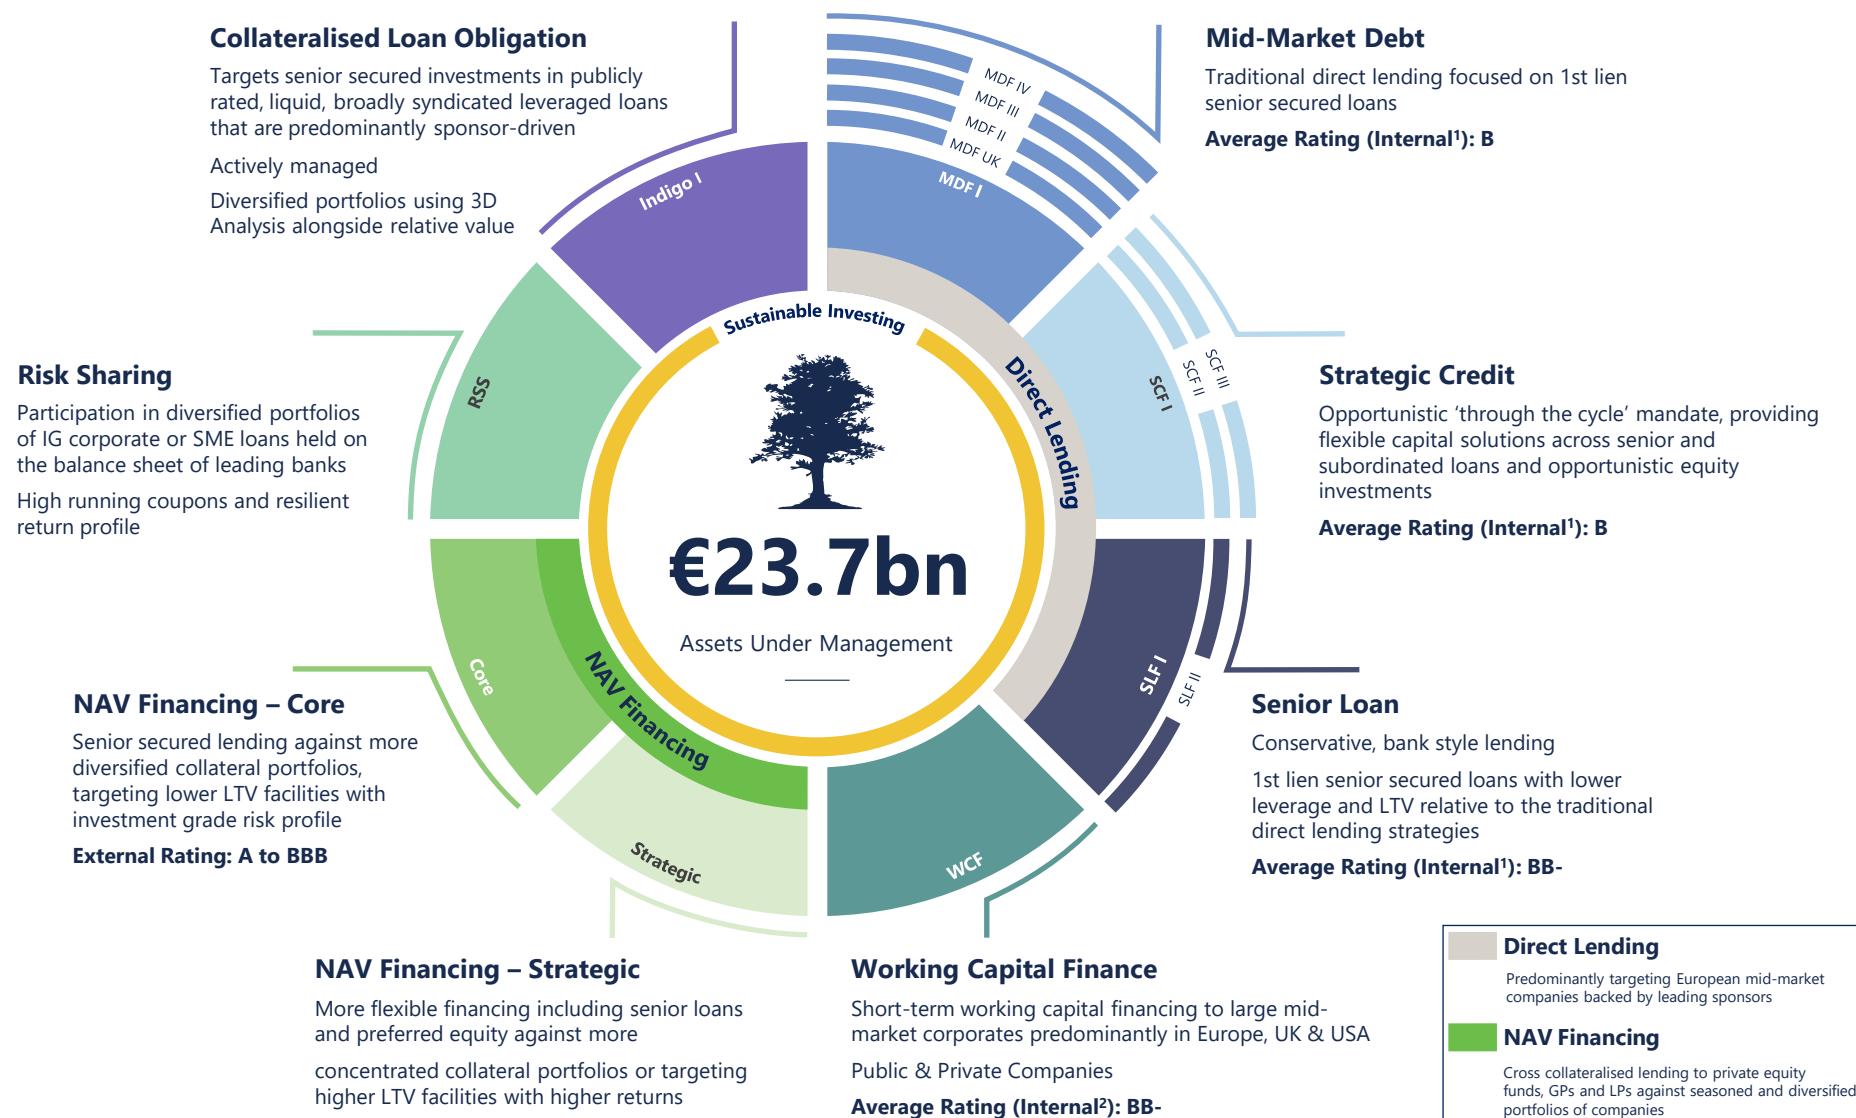 Collateralised Loan Obligation
Targets senior secured investments in publicly
rated, liquid, broadly syndicated leveraged loans
that are predominantly sponsor-driven
Actively managed
Diversified portfolios using 3D
Analysis alongside relative value
Mid-Market Debt
Traditional direct lending focused on 1st lien
senior secured loans
Average Rating (Internal¹): B
MDF IV
MDF III
MDF II
MDF UK
MDF I
Indigo I
Risk Sharing
Participation in diversified portfolios
of IG corporate or SME loans held on
the balance sheet of leading banks
High running coupons and resilient
return profile
RSS
Sustainable Investing
Direct Lending
€23.7bn
Assets Under Management
NAV Financing
SCF I
SCF II
SCF III
Strategic Credit
Opportunistic ‘through the cycle’ mandate, providing
flexible capital solutions across senior and
subordinated loans and opportunistic equity
investments
Average Rating (Internal¹): B
Core
NAV Financing – Core
Senior secured lending against more
diversified collateral portfolios,
targeting lower LTV facilities with
investment grade risk profile
External Rating: A to BBB
SLF I
SLF II
Senior Loan
Conservative, bank style lending
1st lien senior secured loans with lower
leverage and LTV relative to the traditional
direct lending strategies
Average Rating (Internal¹): BB-
Strategic
WCF
NAV Financing – Strategic
More flexible financing including senior loans
and preferred equity against more
concentrated collateral portfolios or targeting
higher LTV facilities with higher returns
Working Capital Finance
Short-term working capital financing to large mid-
market corporates predominantly in Europe, UK & USA
Public & Private Companies
Average Rating (Internal²): BB-
Direct Lending
Predominantly targeting European mid-market
companies backed by leading sponsors
NAV Financing
Cross collateralised lending to private equity
funds, GPs and LPs against seasoned and diversified
portfolios of companies